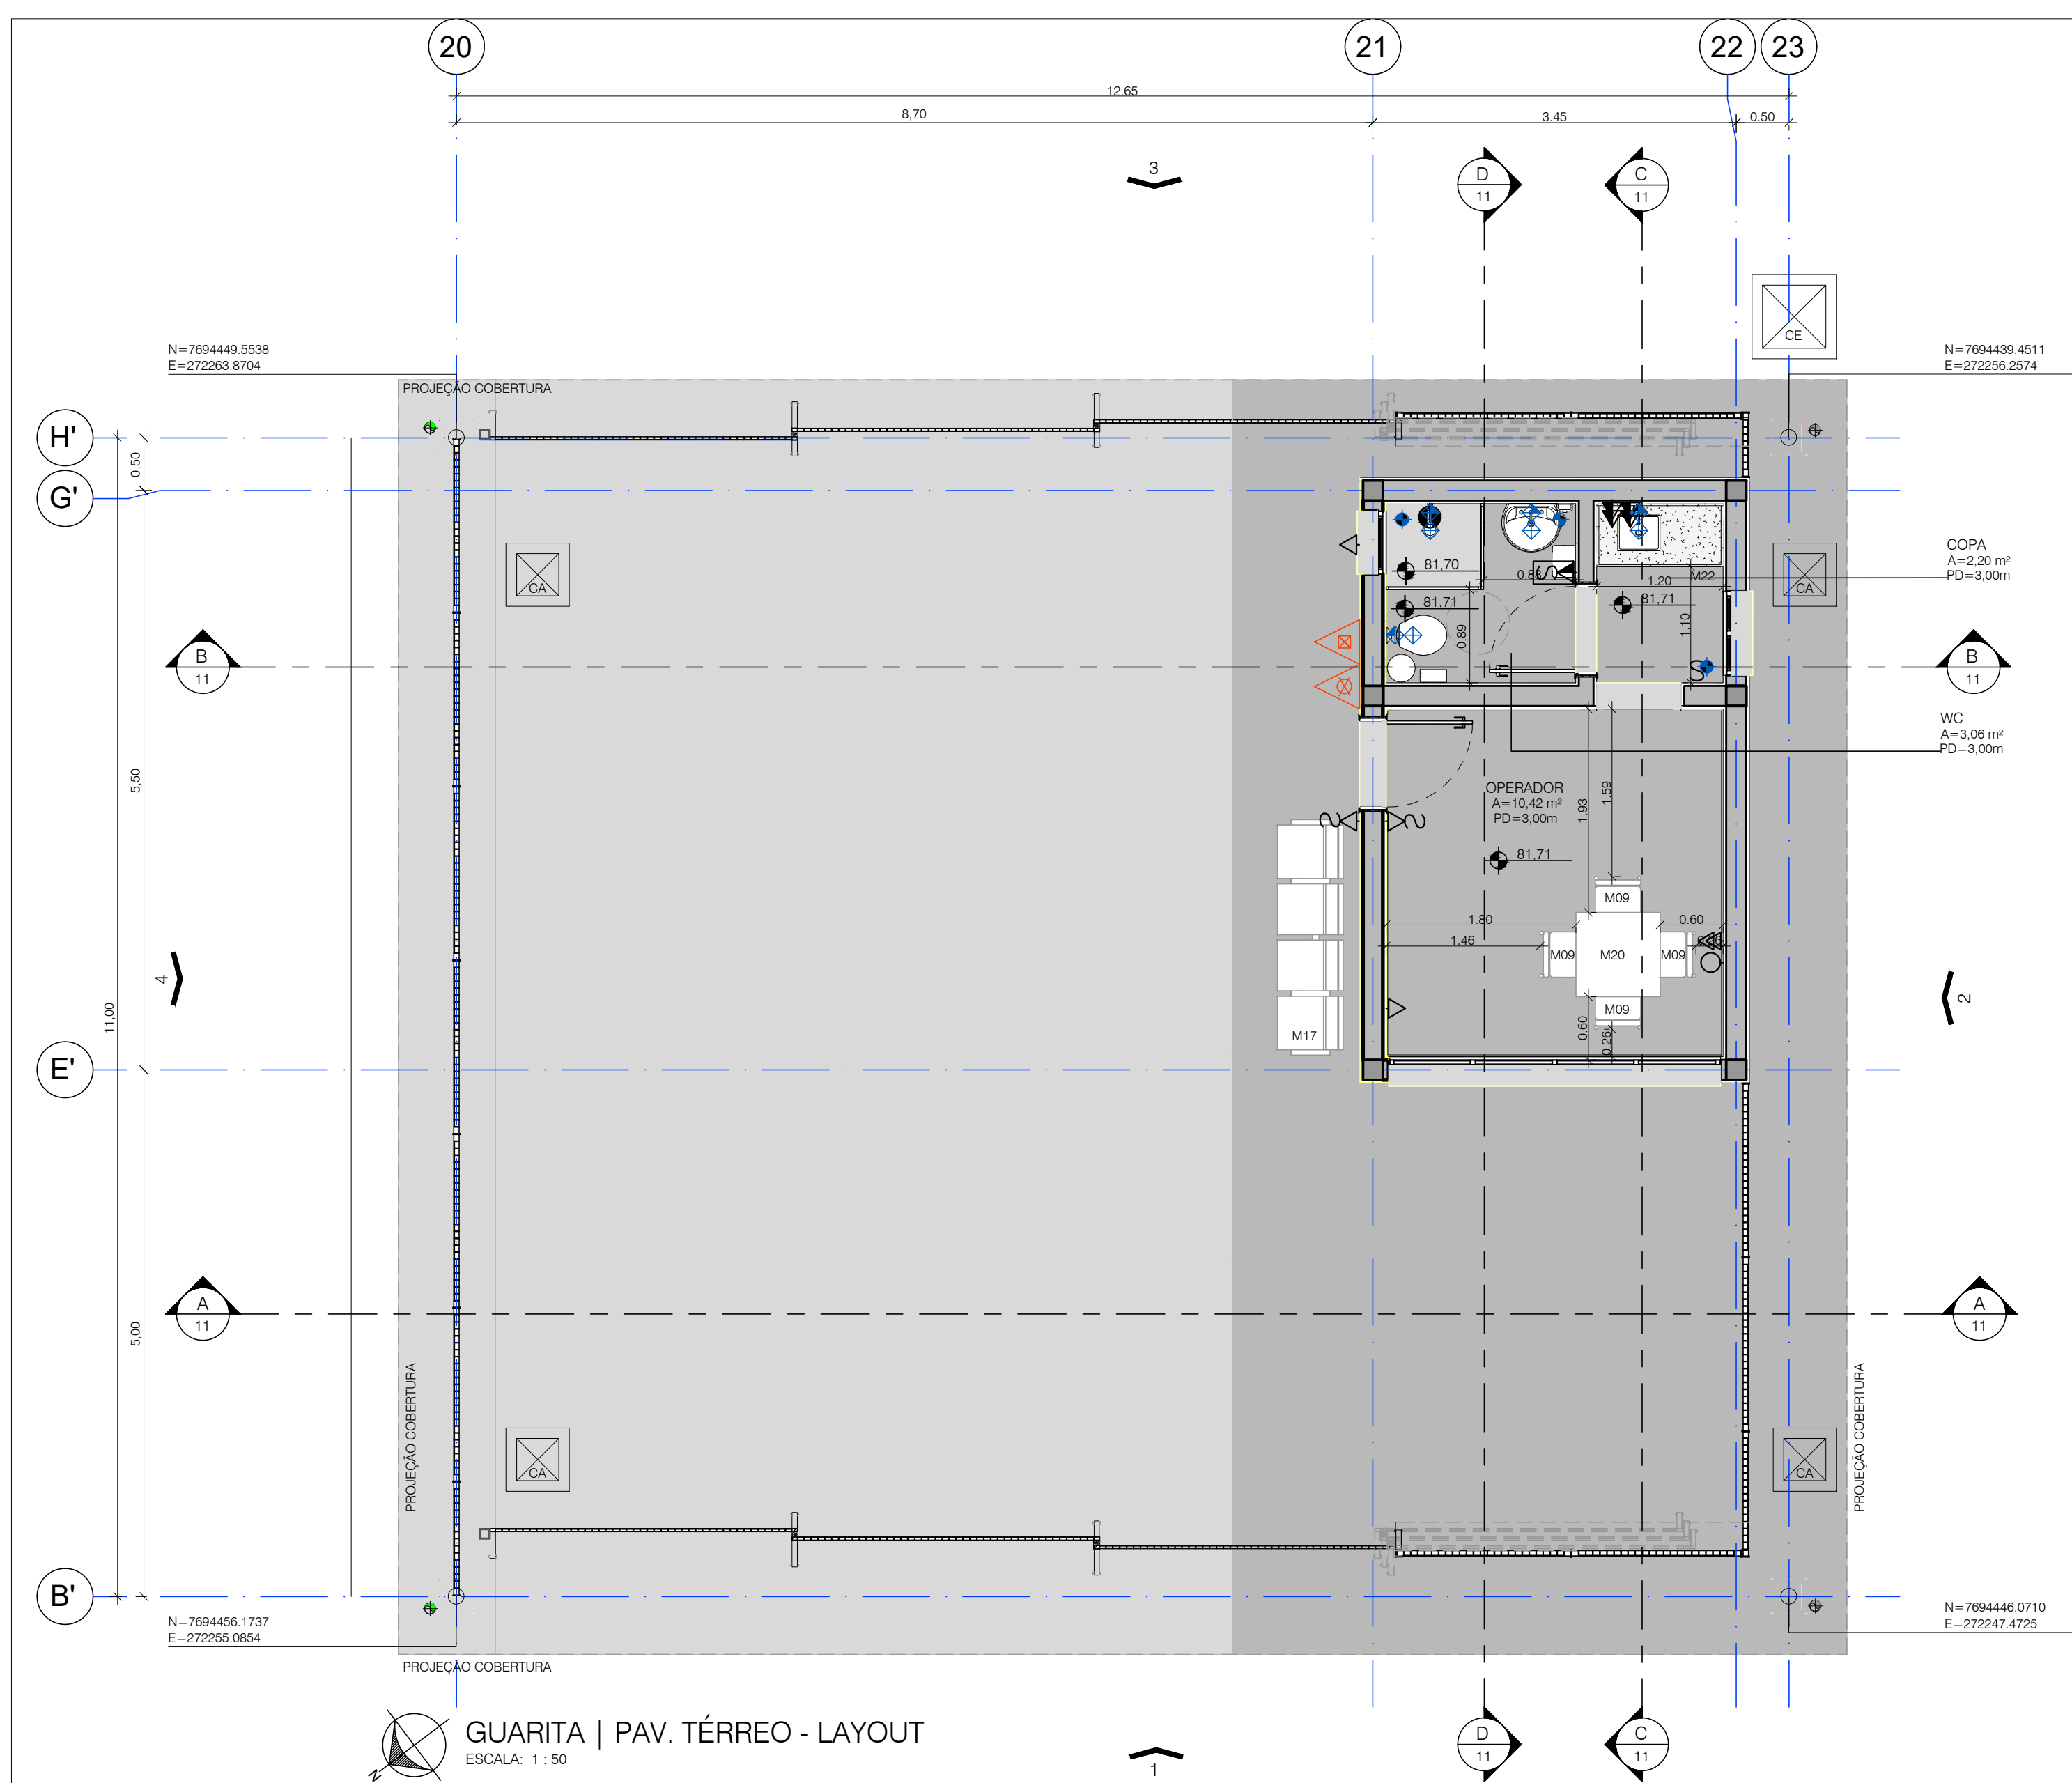 20
21
22
23
12.65
8,70
3.45
0.50
3
D
11
C
11
CE
N=7694449.5538
E=272263.8704
N=7694439.4511
E=272256.2574
PROJEÇÃO COBERTURA
H'
0,50
G'
COPA
A=2,20 m²
PD=3,00m
CA
CA
81,70
0.88
1.20
M22
81,71
81,71
0,89
1,10
S
S
B
11
B
11
WC
A=3,06 m²
PD=3,00m
5,50
OPERADOR
A=10,42 m²
PD=3,00m
1.93
1.59
S
S
81,71
M09
1.80
0.60
1.46
M09
M20
M09
4
2
11,00
M09
M17
0.60
0.26
E'
A
11
A
11
5,00
PROJEÇÃO COBERTURA
PROJEÇÃO COBERTURA
CA
CA
B'
N=7694456.1737
E=272255.0854
N=7694446.0710
E=272247.4725
PROJEÇÃO COBERTURA
N
GUARITA | PAV. TÉRREO - LAYOUT
ESCALA: 1 : 50
D
11
C
11
1